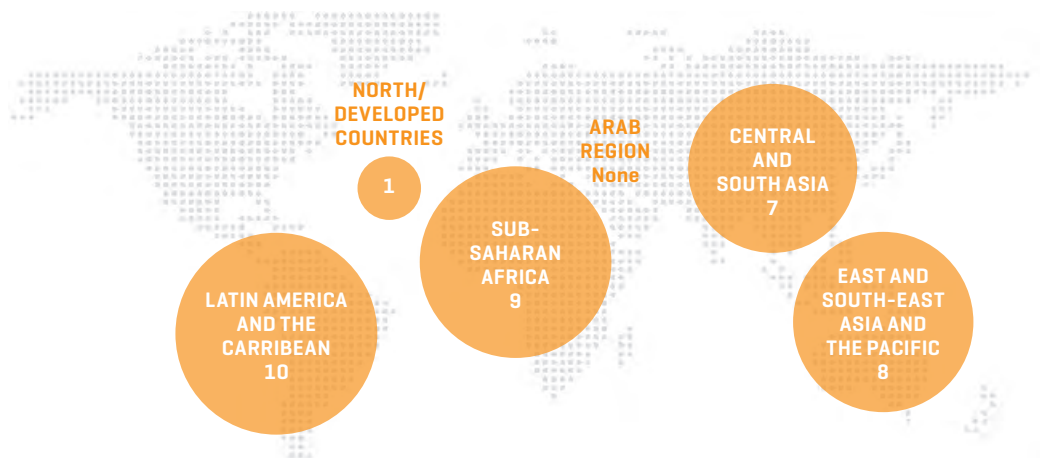 NORTH/
DEVELOPED
COUNTRIES
1
ARAB
REGION
None
CENTRAL
AND
SOUTH ASIA
7
SUB-
SAHARAN
AFRICA
9
LATIN AMERICA
AND THE
CARRIBEAN
10
EAST AND
SOUTH-EAST
ASIA AND
THE PACIFIC
8